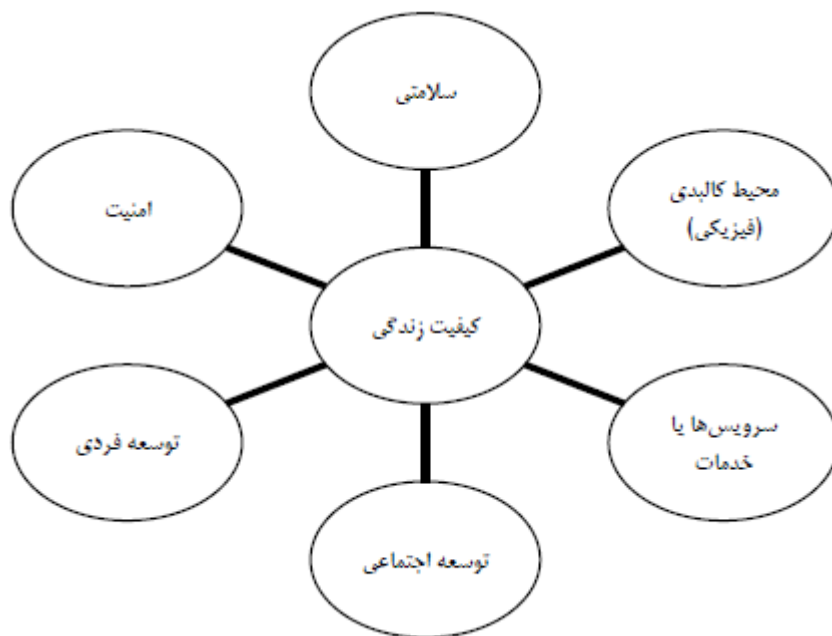 سلامتی
امنیت
محیط کالبدی
(فیزیکی)
کیفیت زندگی
توسعه فردی
سرویس‌ها یا
خدمات
توسعه اجتماعی